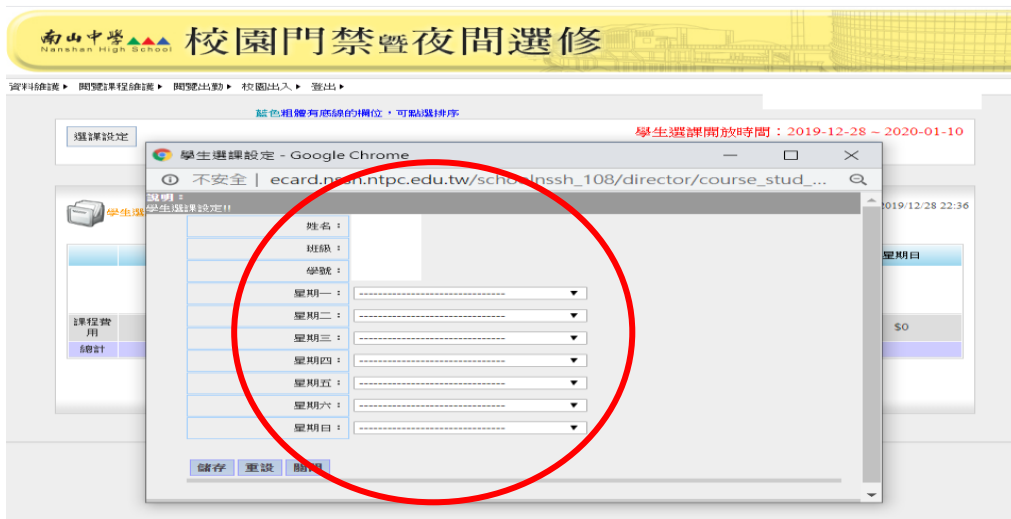 南山中學
Nanshan High School
校園門禁暨夜間選修
資料維護 閱覽課程維護 閱覽出勤 校園出入 登出
藍色粗體有底線的欄位,可點選排序
選課設定
學生選課開放時間:2019-12-28 ~ 2020-01-10
學生選課設定 - Google Chrome
不安全 | ecard.nssh.ntpc.edu.tw/schoolnssh_108/director/course_stud_...
說明:
學生選課設定!!
學生選
2019/12/28 22:36
姓名:
班級:
學號:
星期一:
星期二:
星期三:
星期四:
星期五:
星期六:
星期日:
星期日
課程費用
$0
總計
儲存 重設 關閉